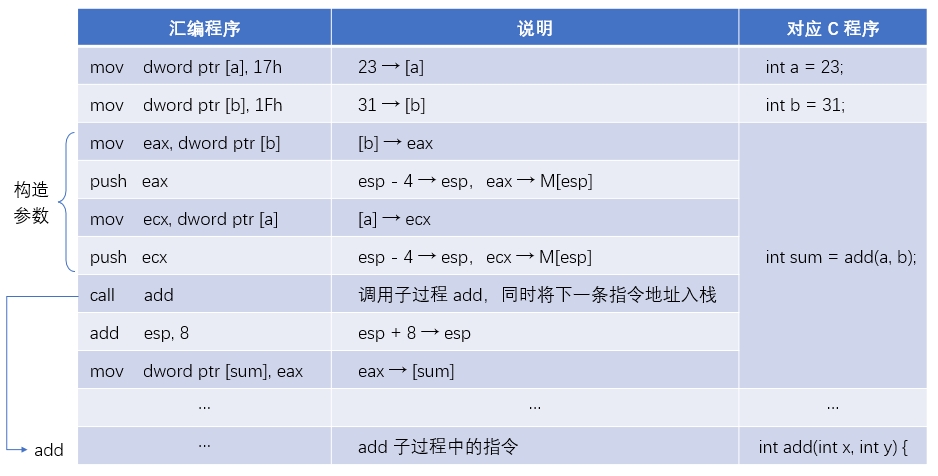 汇编程序 说明 对应 C 程序
mov dword ptr [a], 17h 23 → [a] int a = 23;
mov dword ptr [b], 1Fh 31 → [b] int b = 31;
mov eax, dword ptr [b] [b] → eax
构造
参数
push eax esp - 4 → esp，eax → M[esp]
mov ecx, dword ptr [a] [a] → ecx
push ecx esp - 4 → esp，ecx → M[esp]
int sum = add(a, b);
call add 调用子过程 add，同时将下一条指令地址入栈
add esp, 8 esp + 8 → esp
mov dword ptr [sum], eax eax → [sum]
... ... ...
add ... add 子过程中的指令 int add(int x, int y) {